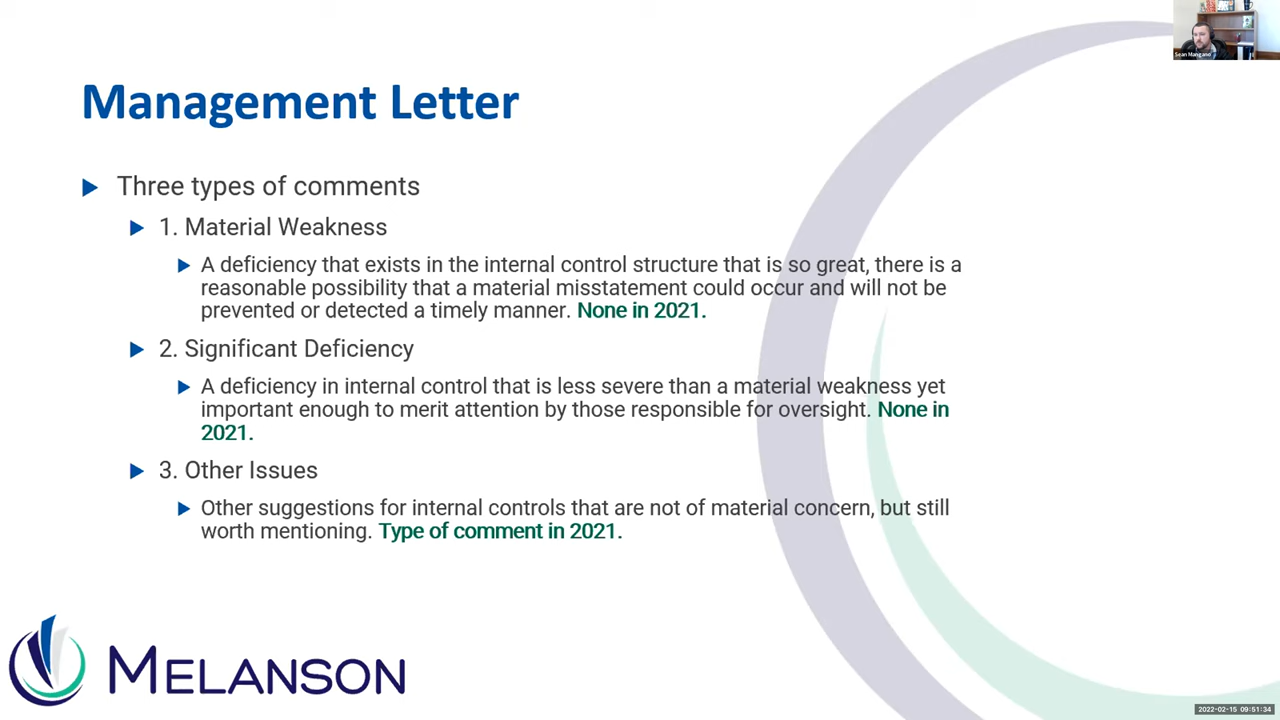 Sean Mangano
Management Letter
Three types of comments
1. Material Weakness
A deficiency that exists in the internal control structure that is so great, there is a
reasonable possibility that a material misstatement could occur and will not be
prevented or detected a timely manner. None in 2021.
2. Significant Deficiency
A deficiency in internal control that is less severe than a material weakness yet
important enough to merit attention by those responsible for oversight. None in
2021.
3. Other Issues
Other suggestions for internal controls that are not of material concern, but still
worth mentioning. Type of comment in 2021.
MELANSON
2022-02-15 09:51:34